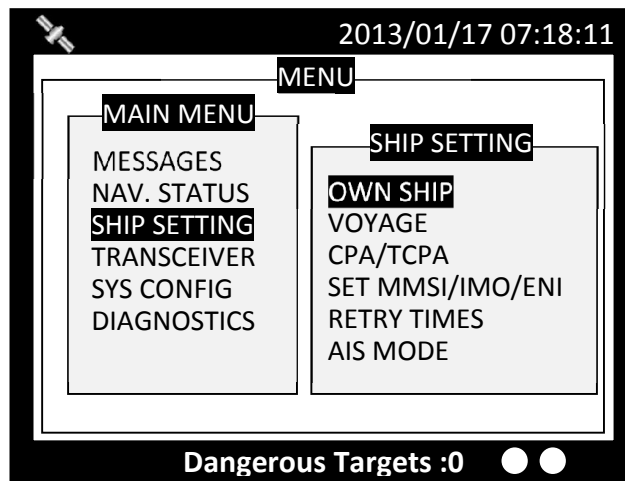 2013/01/17 07:18:11
MENU
MAIN MENU
MESSAGES
NAV. STATUS
SHIP SETTING
TRANSCEIVER
SYS CONFIG
DIAGNOSTICS
SHIP SETTING
OWN SHIP
VOYAGE
CPA/TCPA
SET MMSI/IMO/ENI
RETRY TIMES
AIS MODE
Dangerous Targets :0